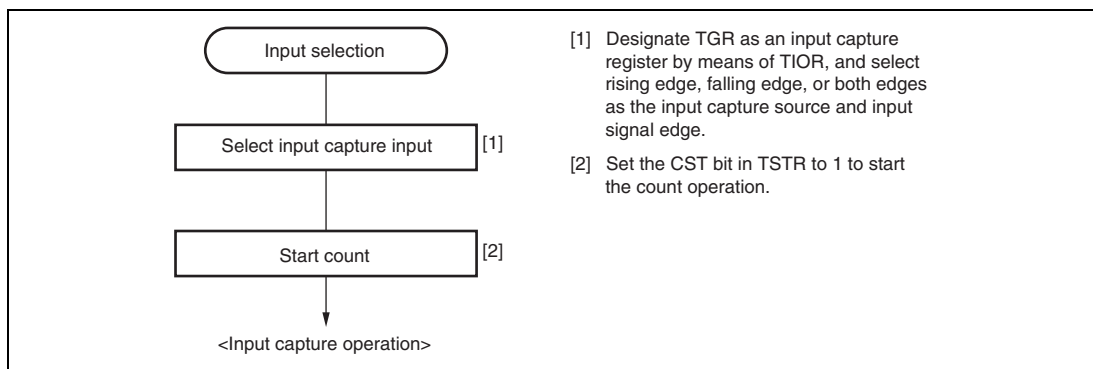 Input selection
Select input capture input
[1]
Start count
[2]
<Input capture operation>
[1] Designate TGR as an input capture
register by means of TIOR, and select
rising edge, falling edge, or both edges
as the input capture source and input
signal edge.
[2] Set the CST bit in TSTR to 1 to start
the count operation.